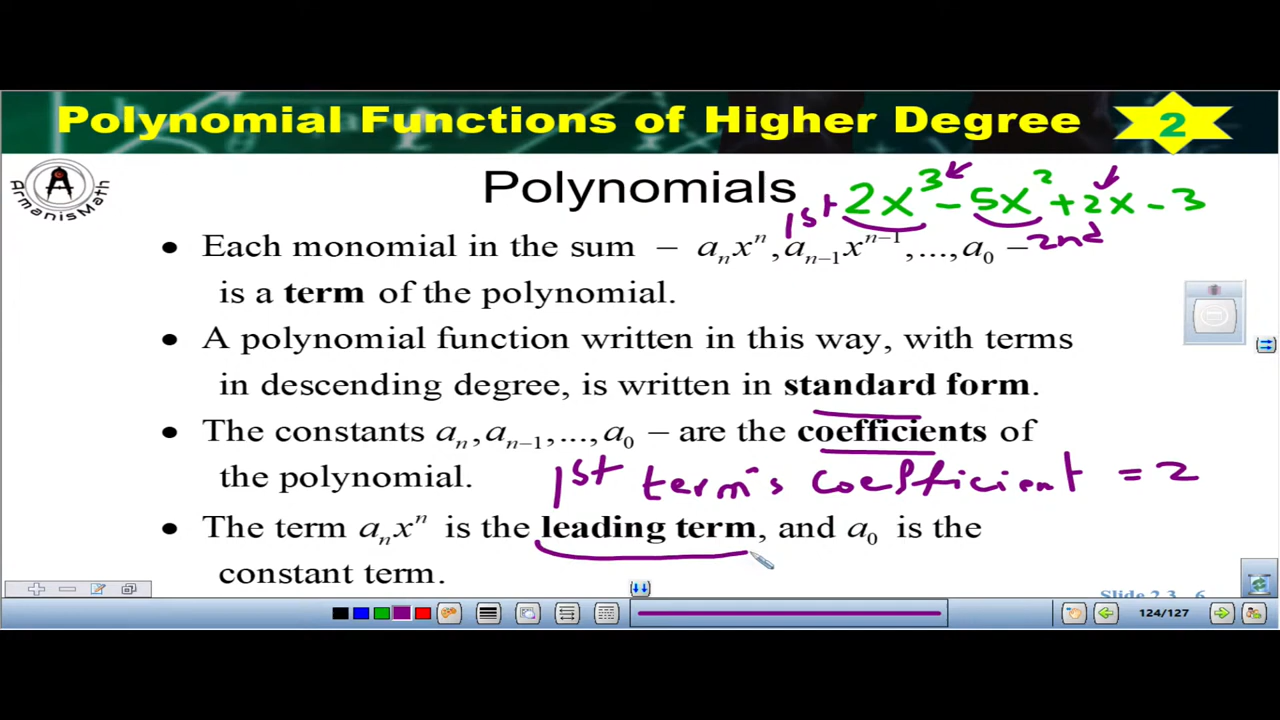 Polynomial Functions of Higher Degree 2
ArmanisMath
Polynomials
2x³ - 5x² + 2x - 3
1st
2nd
• Each monomial in the sum – aₙxⁿ, aₙ₋₁xⁿ⁻¹,..., a₀ –
is a term of the polynomial.
• A polynomial function written in this way, with terms
in descending degree, is written in standard form.
• The constants aₙ, aₙ₋₁,..., a₀ – are the coefficients of
the polynomial.
1st term's coefficient = 2
• The term aₙxⁿ is the leading term, and a₀ is the
constant term.
Slide 2.3 6
124/127